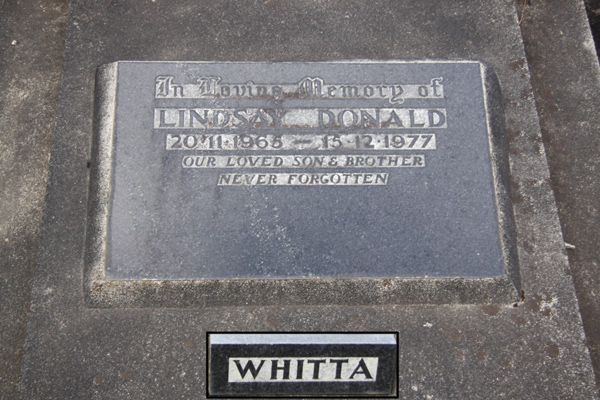 In Loving Memory of
LINDSAY DONALD
20·11·1965 — 15·12·1977
OUR LOVED SON & BROTHER
NEVER FORGOTTEN
WHITTA